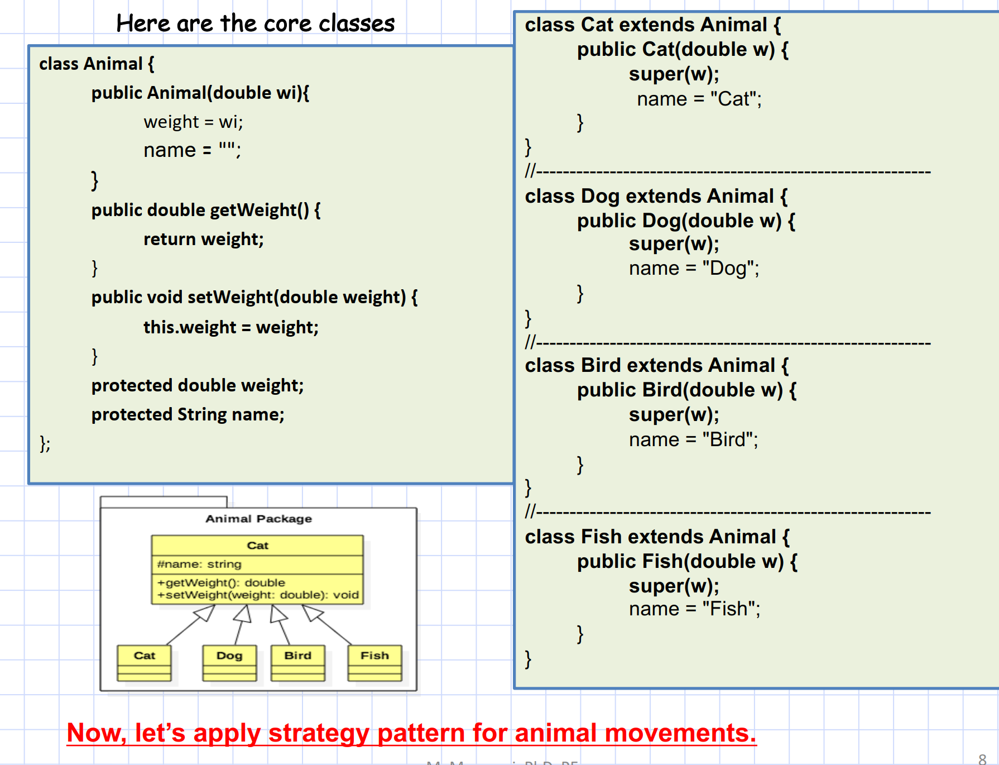 Here are the core classes
class Animal {
public Animal(double wi){
weight = wi;
name = "";
}
public double getWeight() {
return weight;
}
public void setWeight(double weight) {
this.weight = weight;
}
protected double weight;
protected String name;
};
Animal Package
Cat
#name: string
+getWeight(): double
+setWeight(weight: double): void
Cat
Dog
Bird
Fish
class Cat extends Animal {
public Cat(double w) {
super(w);
name = "Cat";
}
}
//-----------------------------------------------------------
class Dog extends Animal {
public Dog(double w) {
super(w);
name = "Dog";
}
}
//-----------------------------------------------------------
class Bird extends Animal {
public Bird(double w) {
super(w);
name = "Bird";
}
}
//-----------------------------------------------------------
class Fish extends Animal {
public Fish(double w) {
super(w);
name = "Fish";
}
}
Now, let’s apply strategy pattern for animal movements.
8